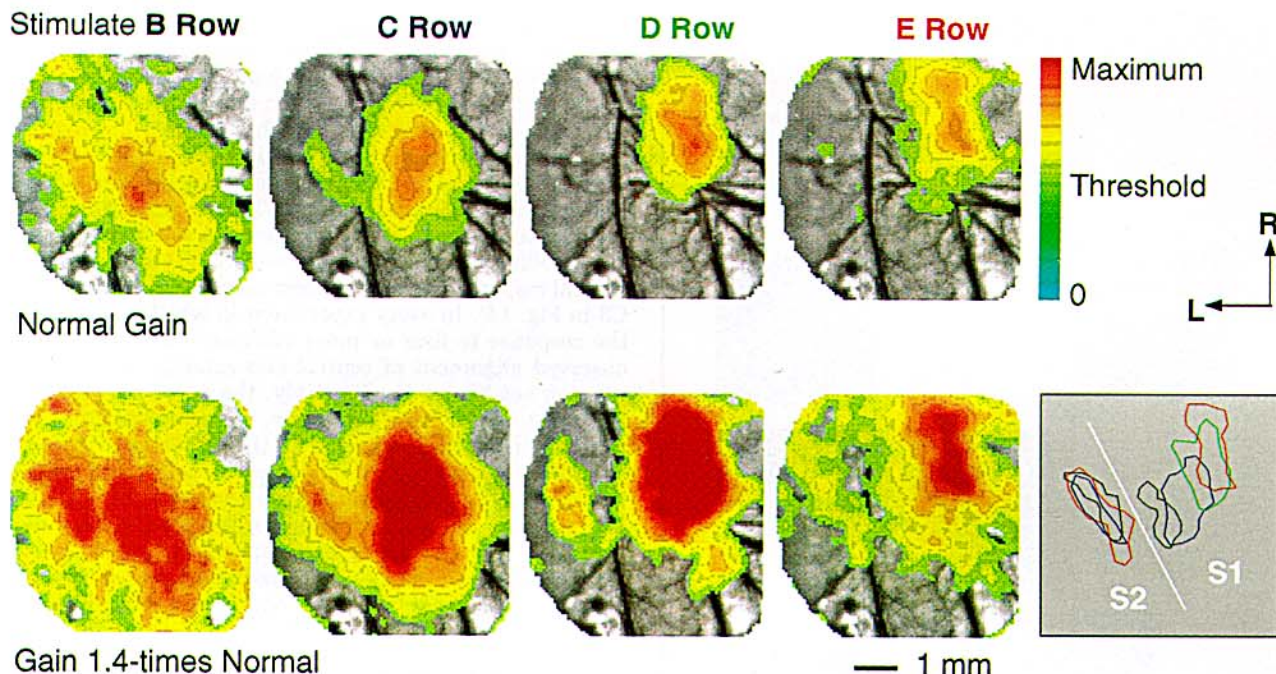 Stimulate B Row
C Row
D Row
E Row
Maximum
Threshold
0
R
L
Normal Gain
S1
S2
Gain 1.4-times Normal
1 mm